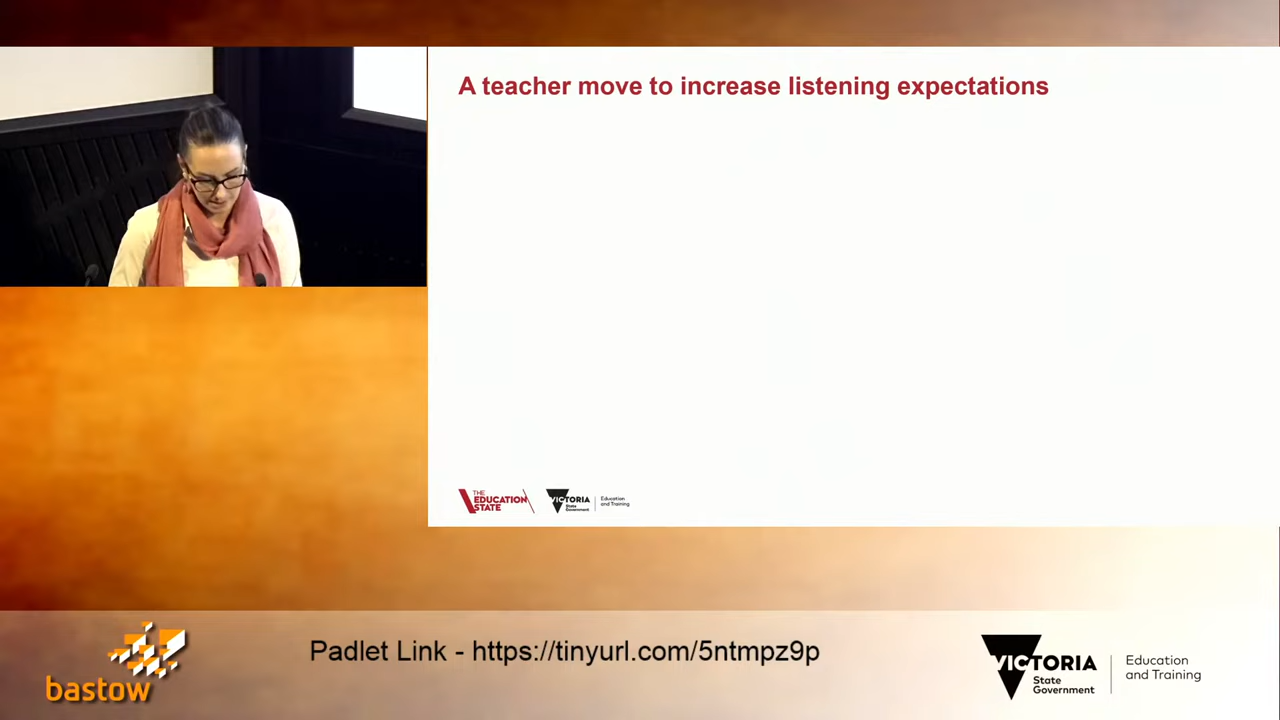 A teacher move to increase listening expectations
THE
EDUCATION
STATE
VICTORIA
State
Government
Education
and Training
Padlet Link - https://tinyurl.com/5ntmpz9p
bastow
VICTORIA
State
Government
Education
and Training